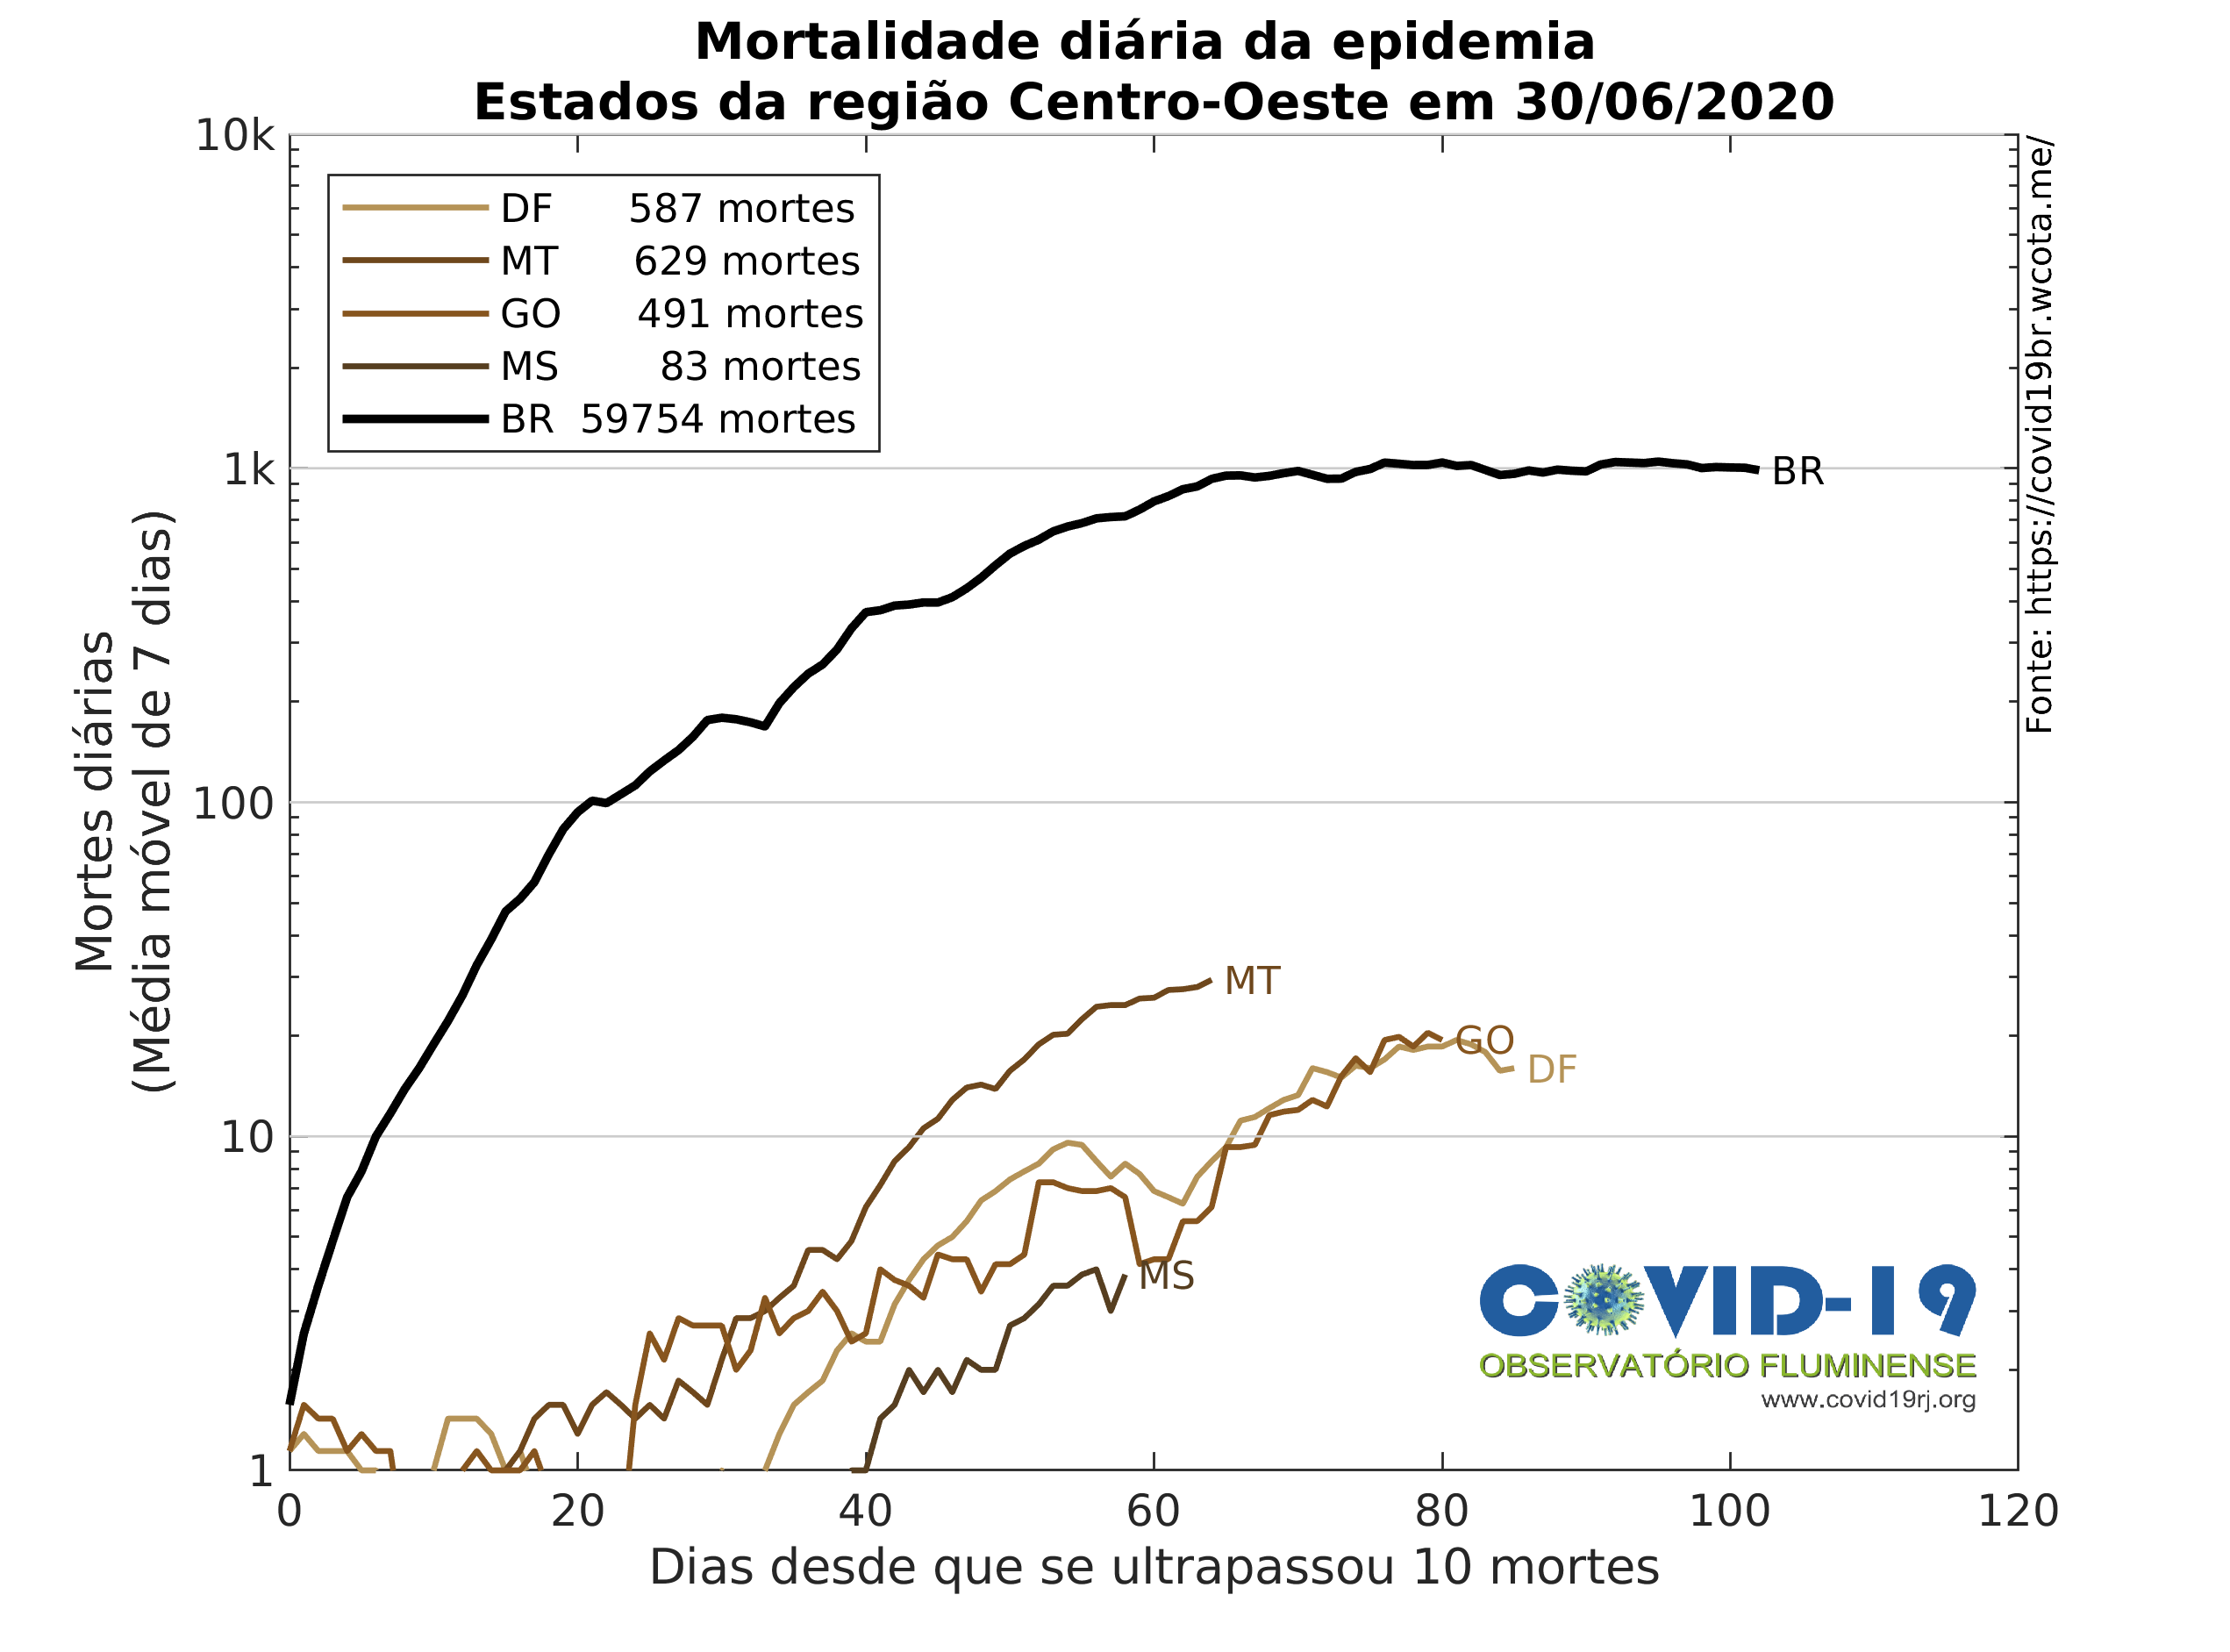 Mortalidade diária da epidemia
Estados da região Centro-Oeste em 30/06/2020
10k
1k
100
10
1
Mortes diárias
(Média móvel de 7 dias)
DF 587 mortes
MT 629 mortes
GO 491 mortes
MS 83 mortes
BR 59754 mortes
BR
MT
GO
DF
MS
Fonte: https://covid19br.wcota.me/
COVID-19
OBSERVATÓRIO FLUMINENSE
www.covid19rj.org
0 20 40 60 80 100 120
Dias desde que se ultrapassou 10 mortes